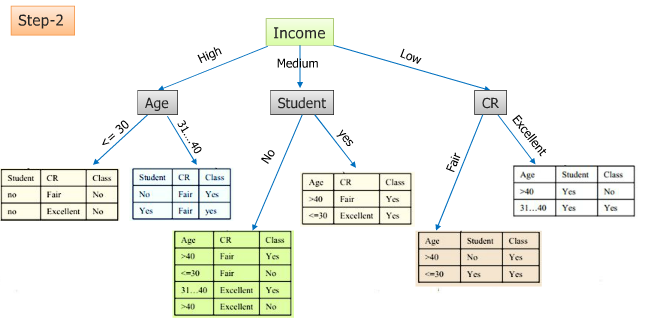 Step-2
Income
High
Medium
Low
Age
Student
CR
<= 30
31...40
No
yes
Fair
Excellent
Student CR Class
no Fair No
no Excellent No
Student CR Class
No Fair Yes
Yes Fair yes
Age CR Class
>40 Fair Yes
<=30 Excellent Yes
Age Student Class
>40 Yes No
31...40 Yes Yes
Age CR Class
>40 Fair Yes
<=30 Fair No
31...40 Excellent Yes
>40 Excellent No
Age Student Class
>40 No Yes
<=30 Yes Yes